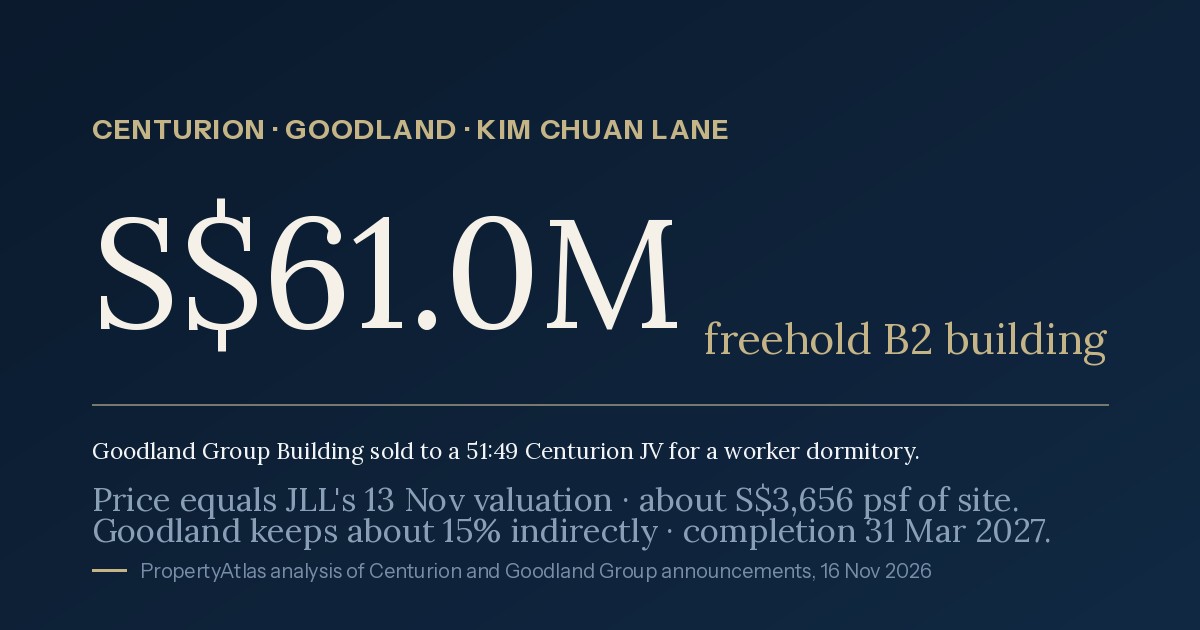 CENTURION · GOODLAND · KIM CHUAN LANE
S$61.0M freehold B2 building
Goodland Group Building sold to a 51:49 Centurion JV for a worker dormitory.
Price equals JLL's 13 Nov valuation · about S$3,656 psf of site.
Goodland keeps about 15% indirectly · completion 31 Mar 2027.
PropertyAtlas analysis of Centurion and Goodland Group announcements, 16 Nov 2026